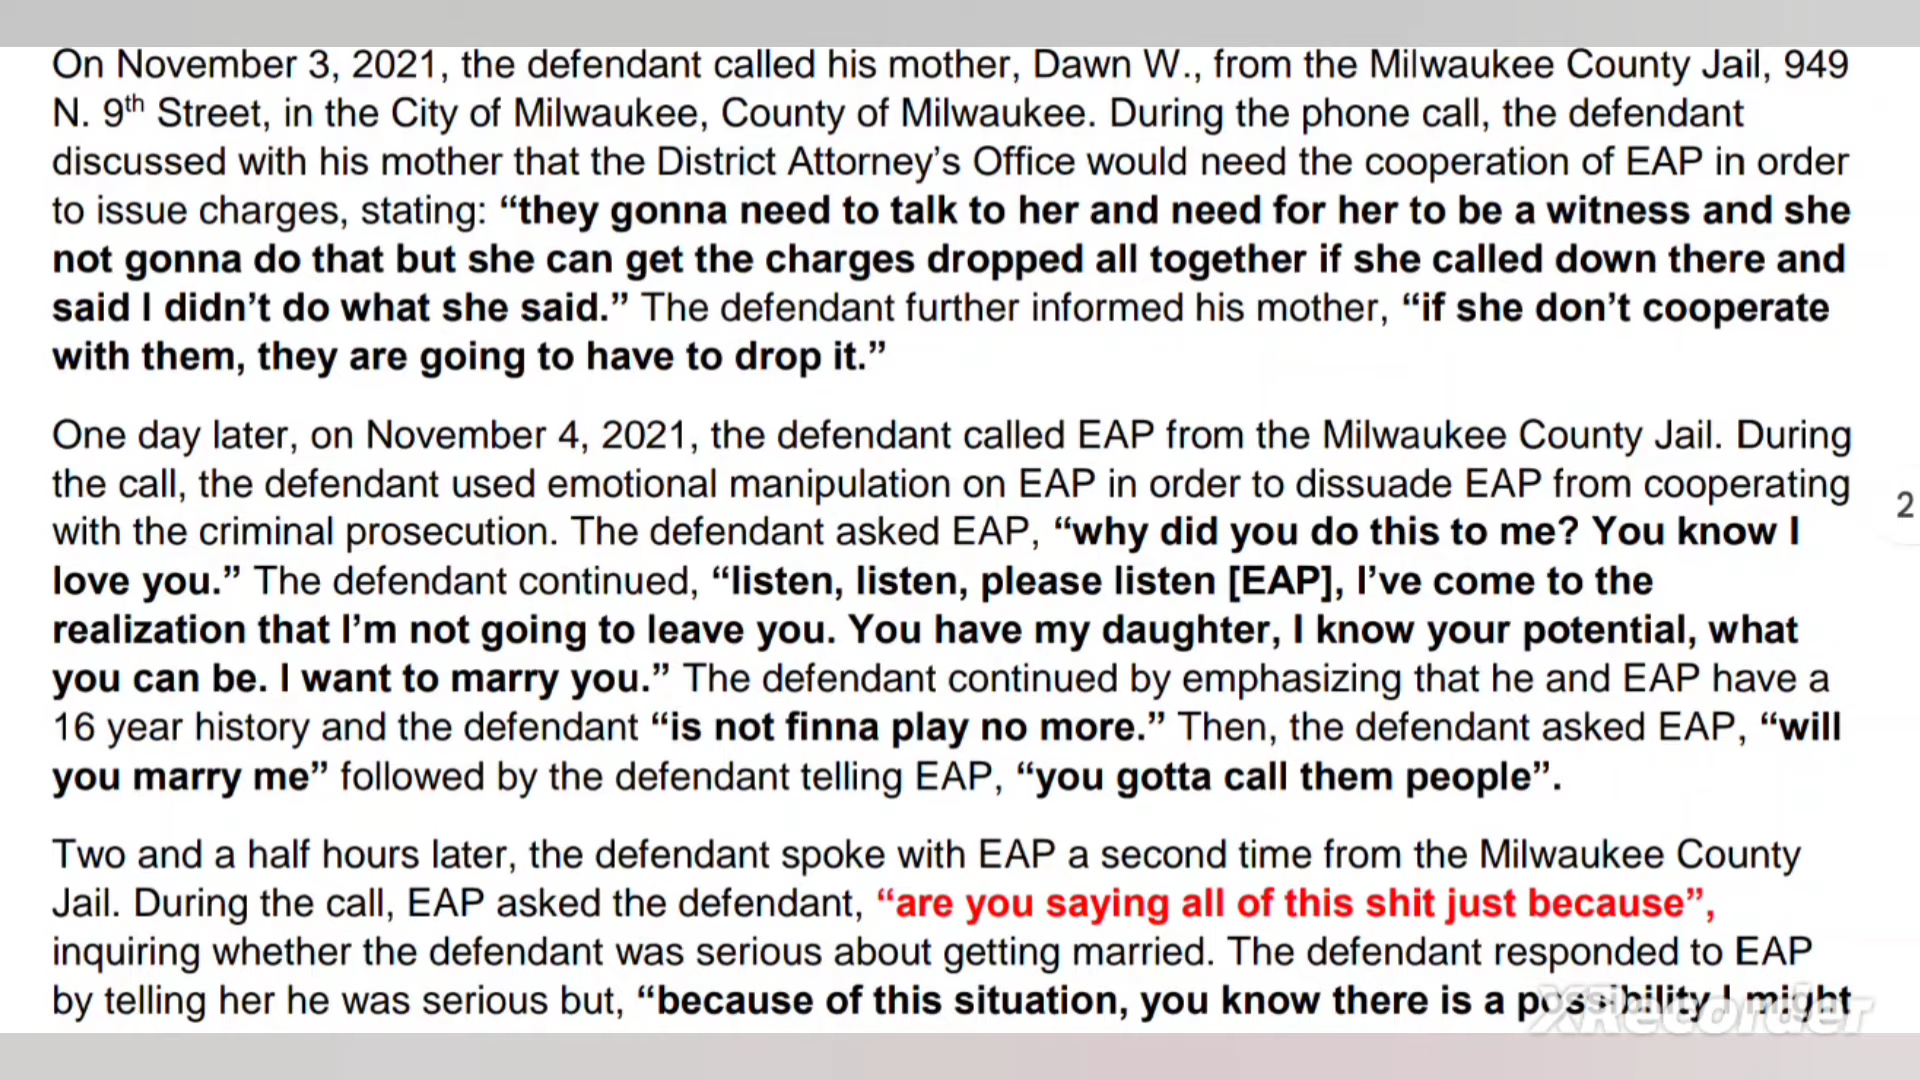 On November 3, 2021, the defendant called his mother, Dawn W., from the Milwaukee County Jail, 949
N. 9th Street, in the City of Milwaukee, County of Milwaukee. During the phone call, the defendant
discussed with his mother that the District Attorney’s Office would need the cooperation of EAP in order
to issue charges, stating: “they gonna need to talk to her and need for her to be a witness and she
not gonna do that but she can get the charges dropped all together if she called down there and
said I didn’t do what she said.” The defendant further informed his mother, “if she don’t cooperate
with them, they are going to have to drop it.”
One day later, on November 4, 2021, the defendant called EAP from the Milwaukee County Jail. During
the call, the defendant used emotional manipulation on EAP in order to dissuade EAP from cooperating
with the criminal prosecution. The defendant asked EAP, “why did you do this to me? You know I
love you.” The defendant continued, “listen, listen, please listen [EAP], I’ve come to the
realization that I’m not going to leave you. You have my daughter, I know your potential, what
you can be. I want to marry you.” The defendant continued by emphasizing that he and EAP have a
16 year history and the defendant “is not finna play no more.” Then, the defendant asked EAP, “will
you marry me” followed by the defendant telling EAP, “you gotta call them people”.
2
Two and a half hours later, the defendant spoke with EAP a second time from the Milwaukee County
Jail. During the call, EAP asked the defendant, “are you saying all of this shit just because”,
inquiring whether the defendant was serious about getting married. The defendant responded to EAP
by telling her he was serious but, “because of this situation, you know there is a possibility I might
XRecorder